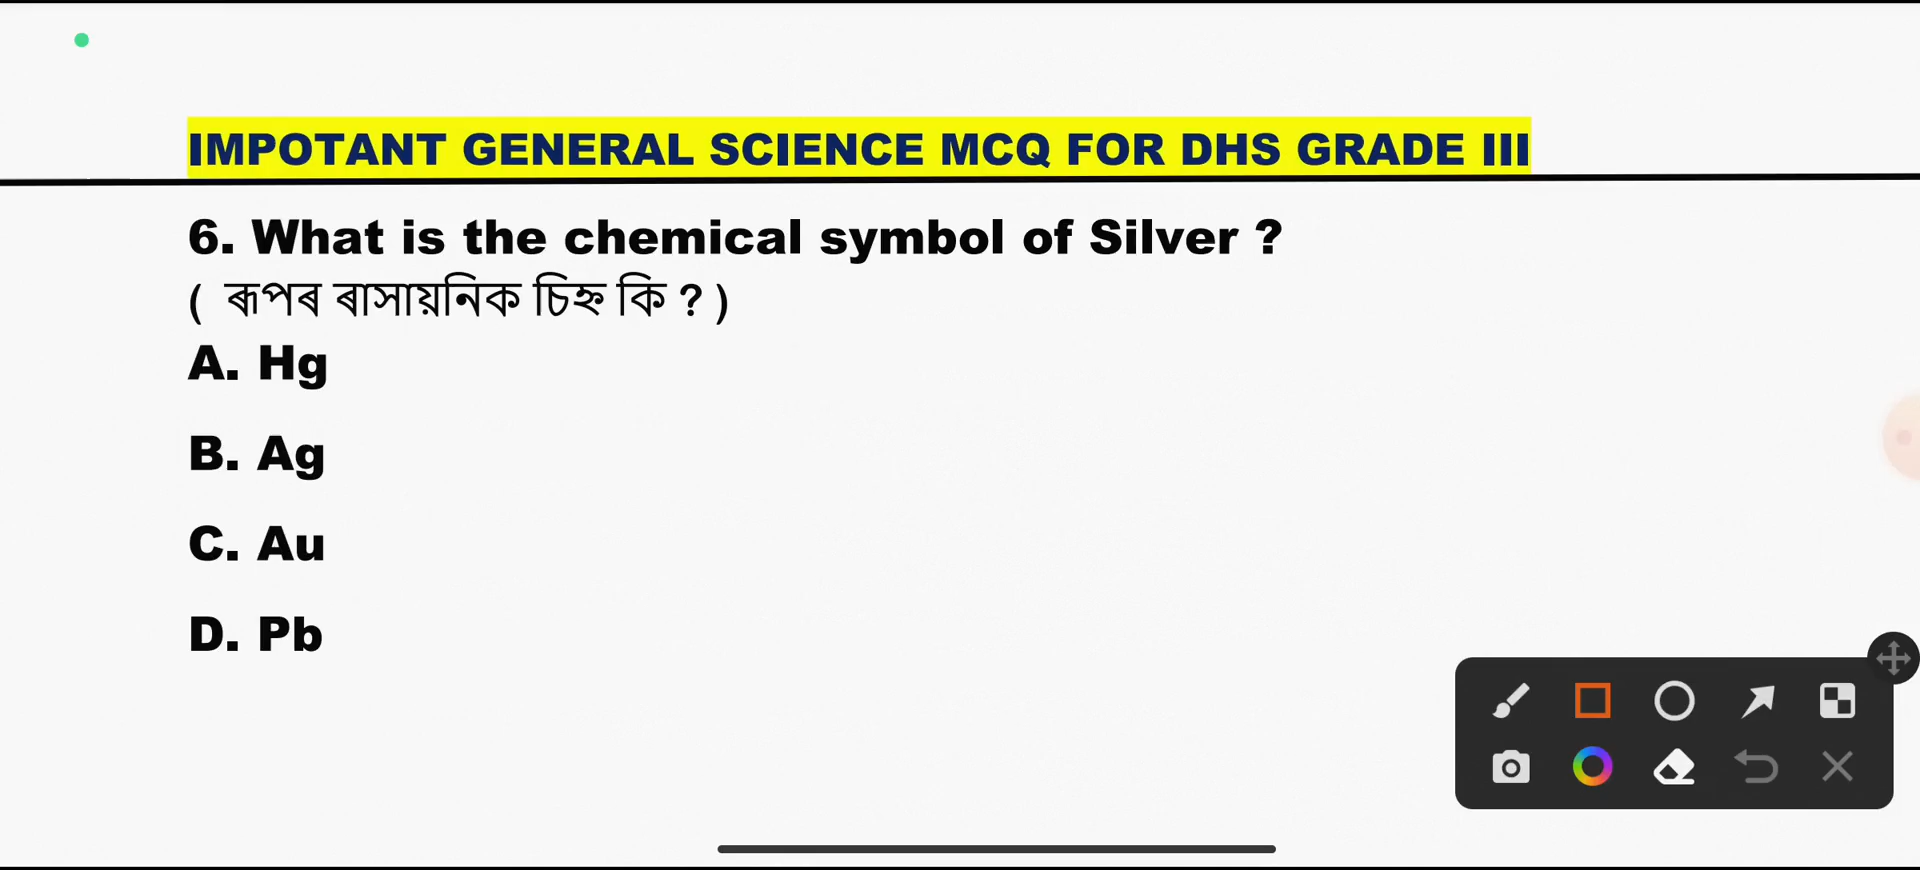 IMPOTANT GENERAL SCIENCE MCQ FOR DHS GRADE III
6. What is the chemical symbol of Silver ?
( ৰূপৰ ৰাসায়নিক চিহ্ন কি ? )
A. Hg
B. Ag
C. Au
D. Pb